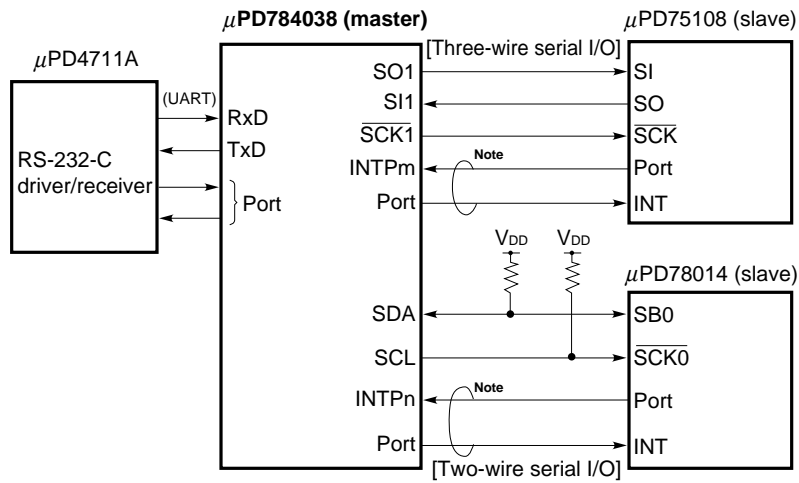 µPD784038 (master)
µPD75108 (slave)
[Three-wire serial I/O]
µPD4711A
(UART)
RS-232-C
driver/receiver
RxD
TxD
Port
SO1
SI1
SCK1
INTPm
Port
Note
SI
SO
SCK
Port
INT
VDD
VDD
µPD78014 (slave)
SDA
SCL
INTPn
Port
Note
SB0
SCK0
Port
INT
[Two-wire serial I/O]